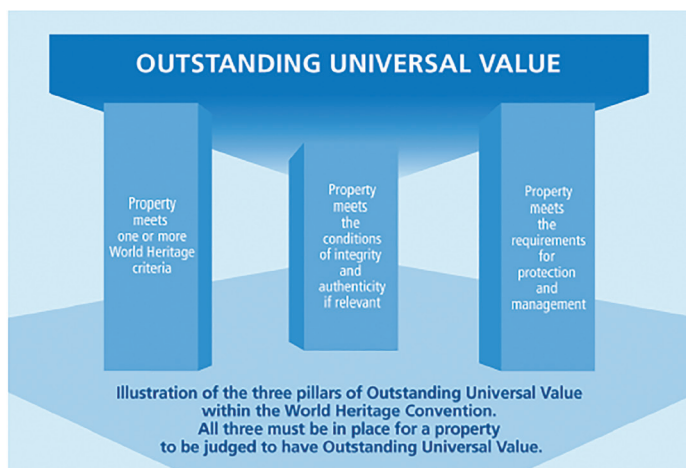 OUTSTANDING UNIVERSAL VALUE
Property
meets
one or more
World Heritage
criteria
Property
meets
the
conditions
of integrity
and
authenticity
if relevant
Property
meets
the
requirements
for
protection
and
management
Illustration of the three pillars of Outstanding Universal Value
within the World Heritage Convention.
All three must be in place for a property
to be judged to have Outstanding Universal Value.